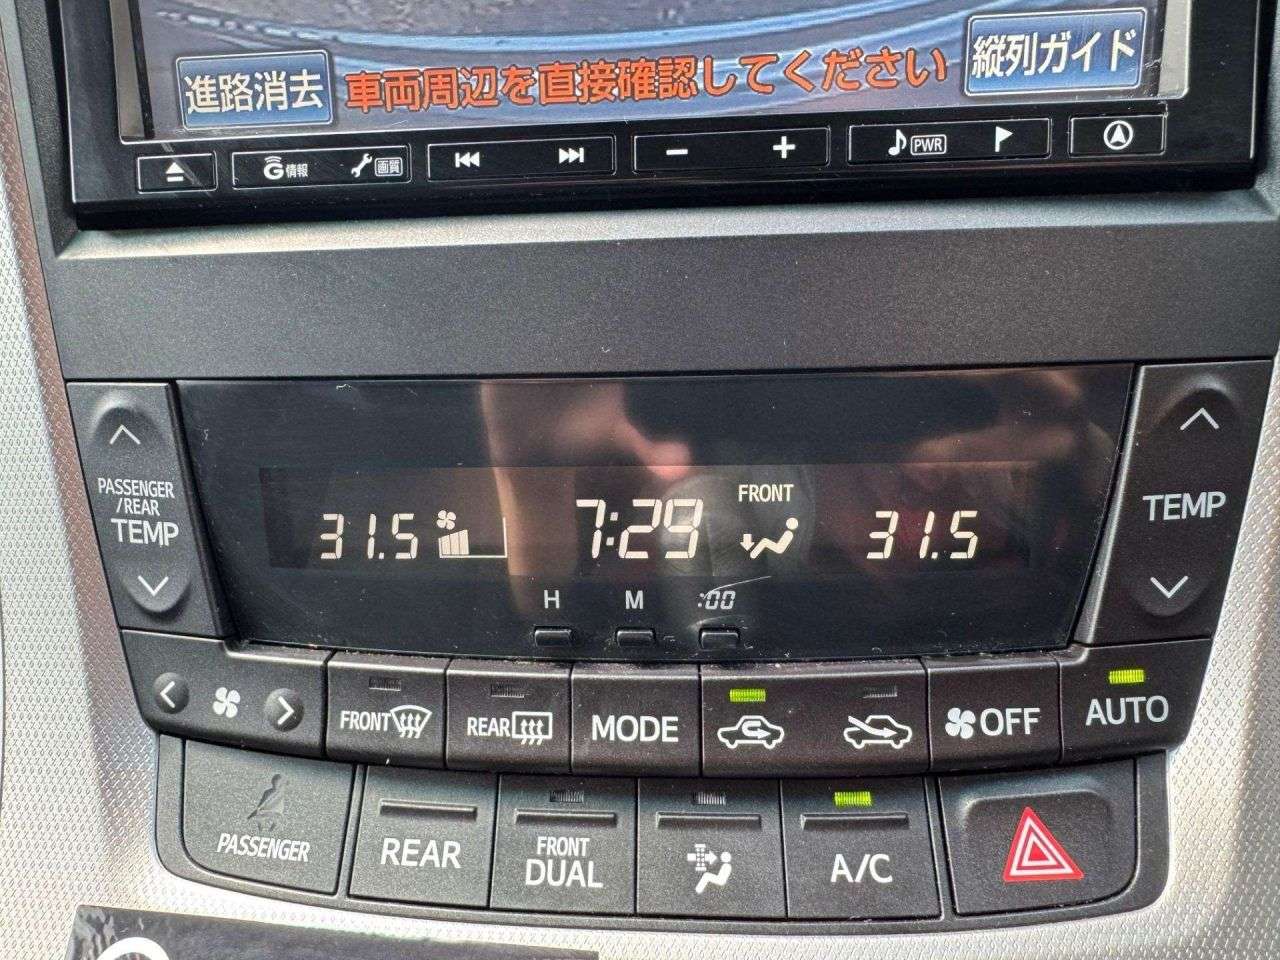 進路消去 車両周辺を直接確認してください 縦列ガイド
G情報 画質 − + PWR
PASSENGER
/REAR
TEMP
31.5 7:29 FRONT 31.5
TEMP
H M :00
FRONT REAR MODE OFF AUTO
PASSENGER REAR FRONT
DUAL A/C